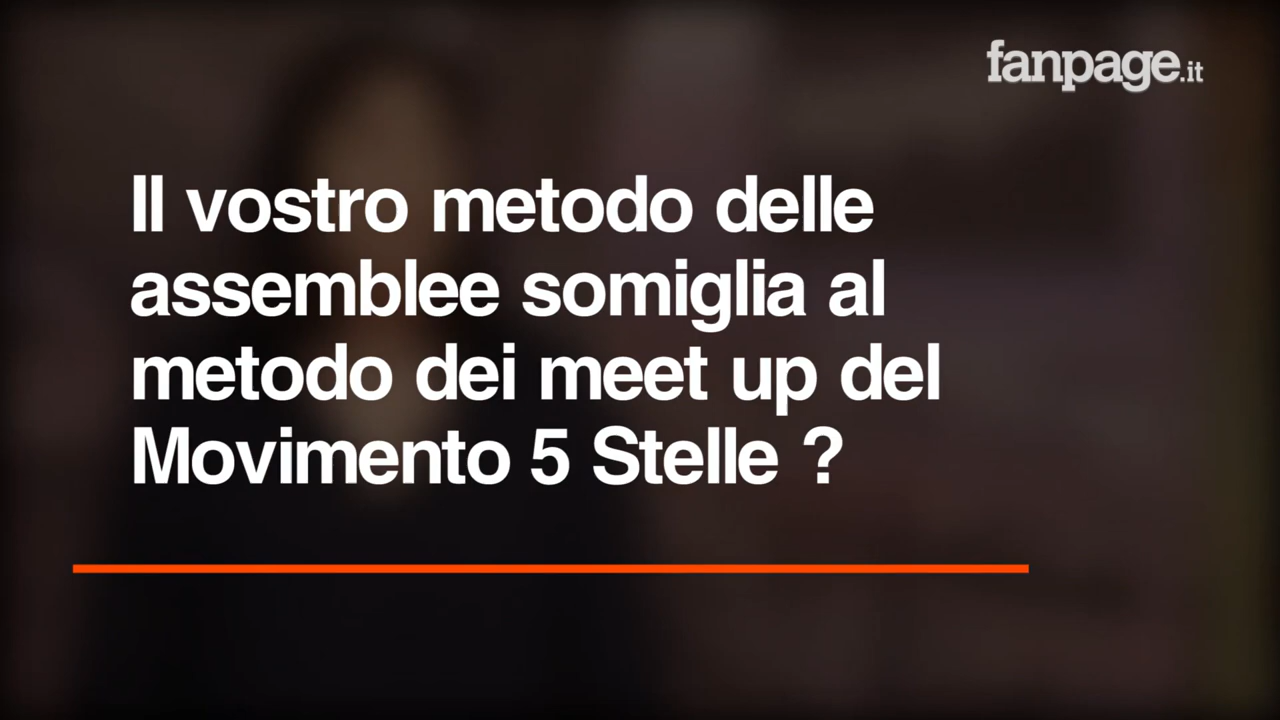 fanpage.it
Il vostro metodo delle
assemblee somiglia al
metodo dei meet up del
Movimento 5 Stelle ?